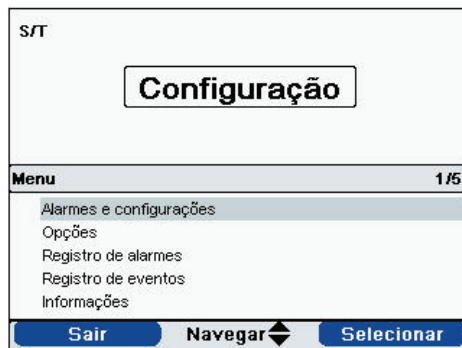 S/T
Configuração
Menu 1/5
Alarmes e configurações
Opções
Registro de alarmes
Registro de eventos
Informações
Sair Navegar Selecionar